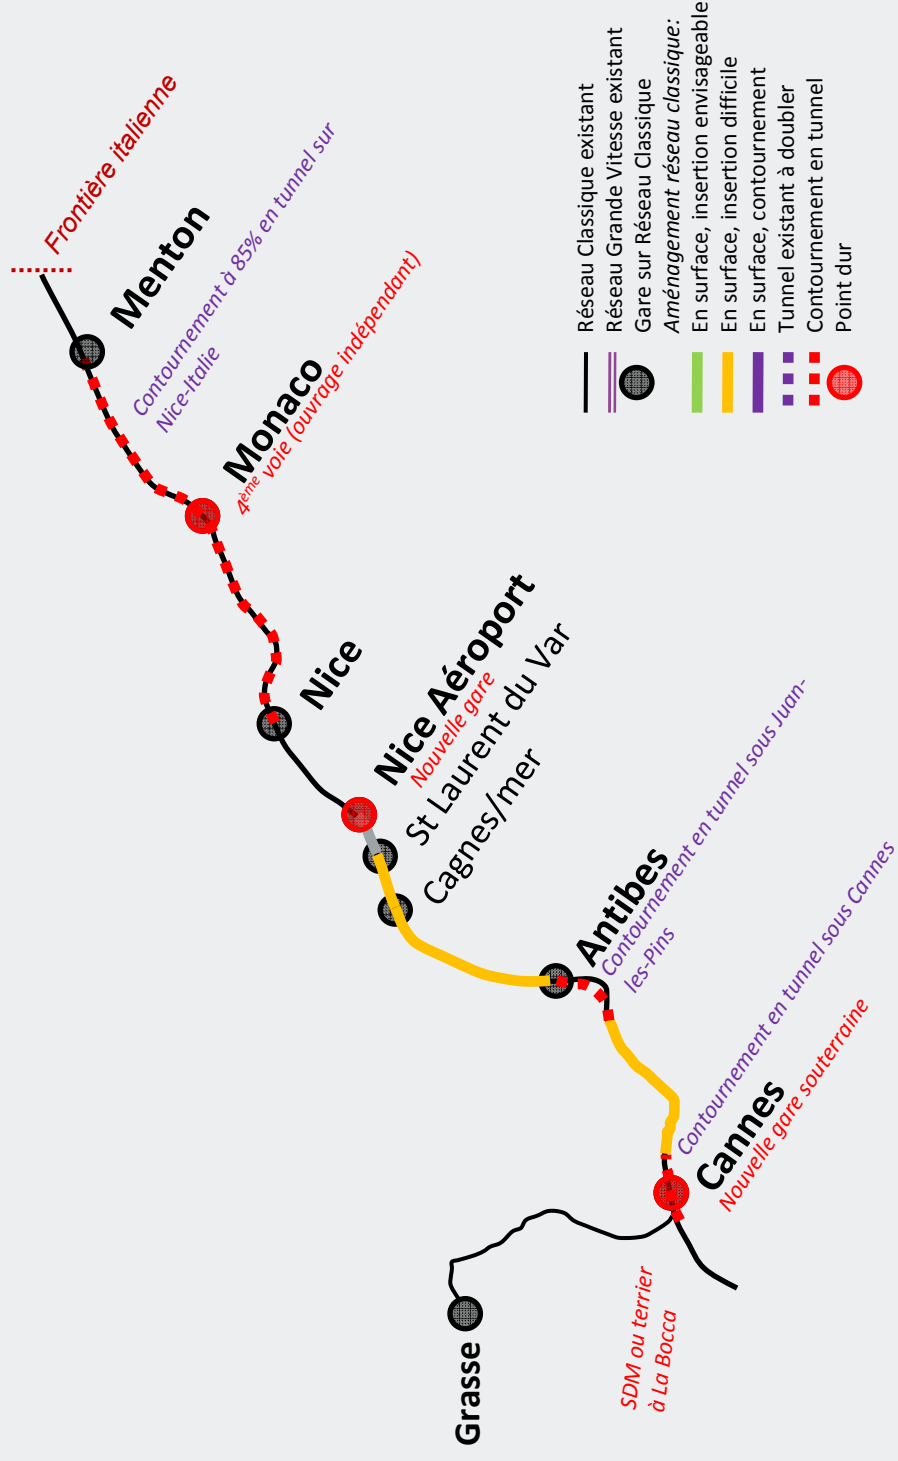 Frontière italienne
Menton
Contournement à 85% en tunnel sur
Nice-Italie
Monaco
4ème voie (ouvrage indépendant)
Nice
Nice Aéroport
Nouvelle gare
St Laurent du Var
Cagnes/mer
Antibes
Contournement en tunnel sous Juan-
les-Pins
Contournement en tunnel sous Cannes
Cannes
Nouvelle gare souterraine
Grasse
SDM ou terrier
à La Bocca
Réseau Classique existant
Réseau Grande Vitesse existant
Gare sur Réseau Classique
Aménagement réseau classique:
En surface, insertion envisageable
En surface, insertion difficile
En surface, contournement
Tunnel existant à doubler
Contournement en tunnel
Point dur